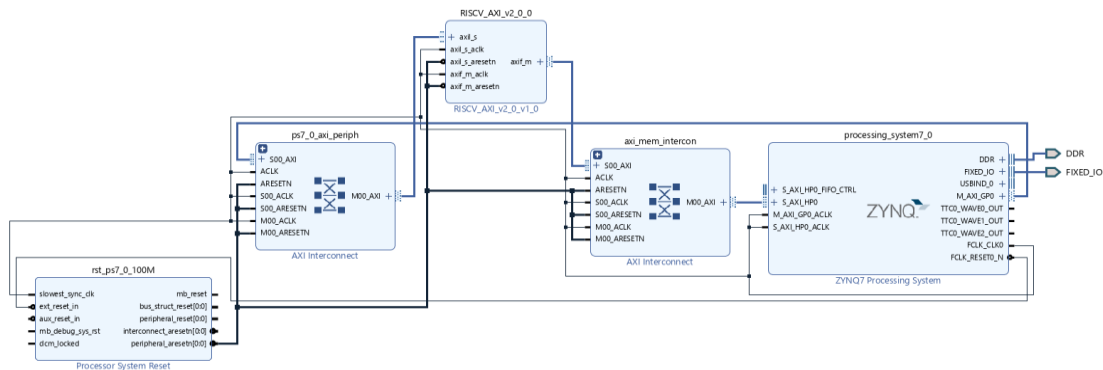 RISCV_AXI_v2_0_0
axil_s
axil_s_aclk
axil_s_aresetn
axif_m_aclk
axif_m_aresetn
axif_m
RISCV_AXI_v2_0_v1_0
ps7_0_axi_periph
S00_AXI
ACLK
ARESETN
S00_ACLK
S00_ARESETN
M00_ACLK
M00_ARESETN
M00_AXI
AXI Interconnect
axi_mem_intercon
S00_AXI
ACLK
ARESETN
S00_ACLK
S00_ARESETN
M00_ACLK
M00_ARESETN
M00_AXI
AXI Interconnect
processing_system7_0
S_AXI_HP0_FIFO_CTRL
S_AXI_HP0
M_AXI_GP0_ACLK
S_AXI_HP0_ACLK
ZYNQ
DDR
FIXED_IO
USBIND_0
M_AXI_GP0
TTC0_WAVE0_OUT
TTC0_WAVE1_OUT
TTC0_WAVE2_OUT
FCLK_CLK0
FCLK_RESET0_N
ZYNQ7 Processing System
DDR
FIXED_IO
rst_ps7_0_100M
slowest_sync_clk
ext_reset_in
aux_reset_in
mb_debug_sys_rst
dcm_locked
mb_reset
bus_struct_reset[0:0]
peripheral_reset[0:0]
interconnect_aresetn[0:0]
peripheral_aresetn[0:0]
Processor System Reset